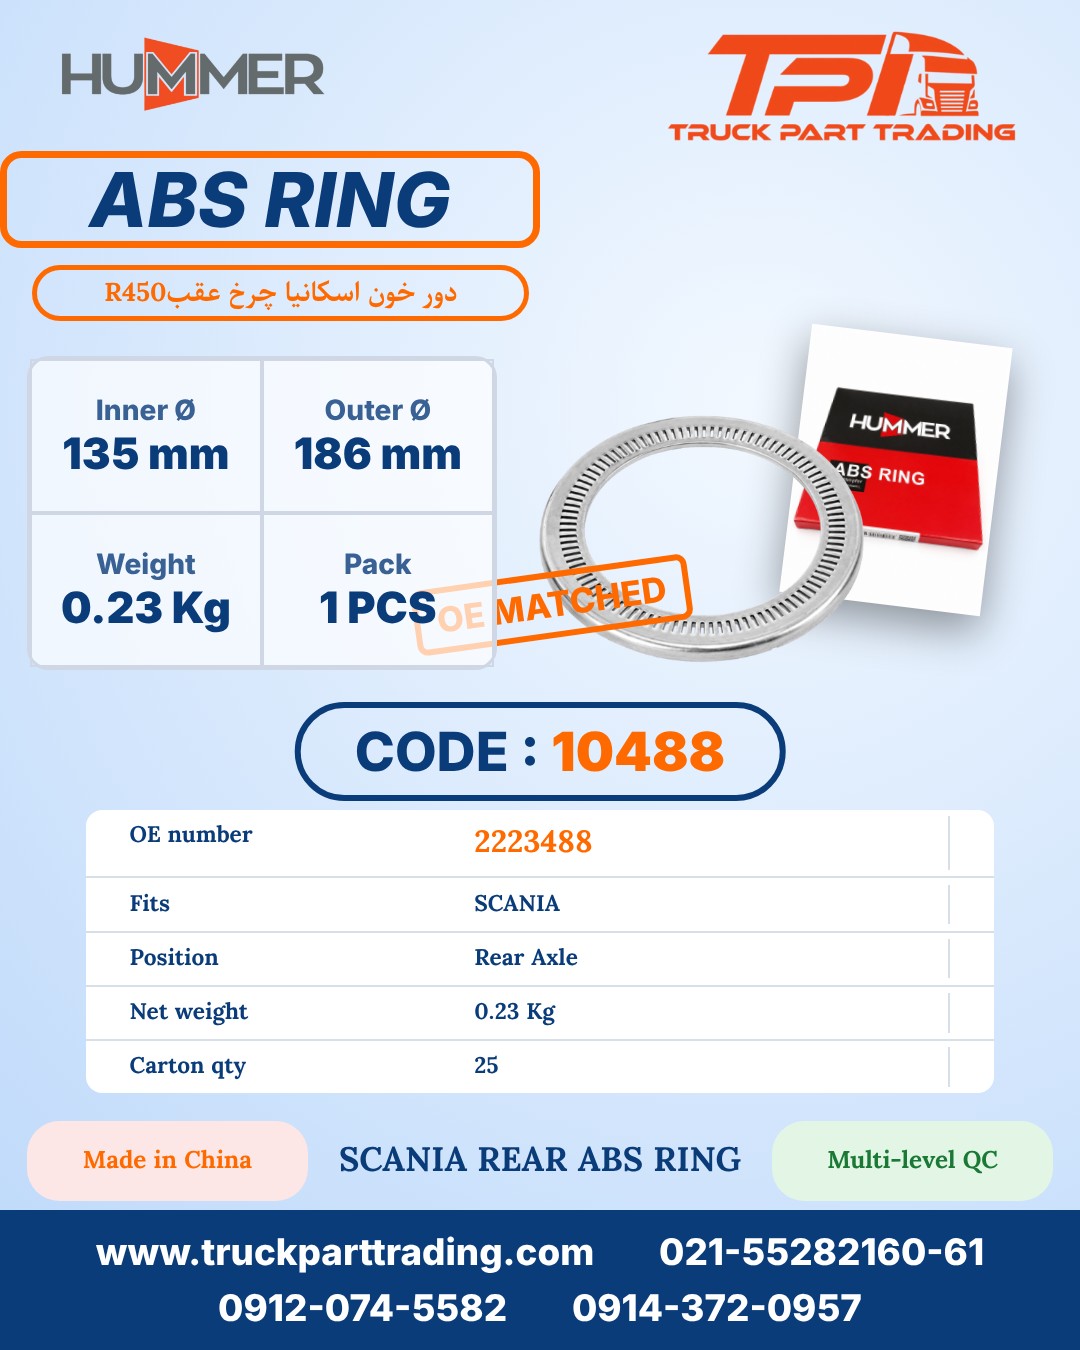 HUMMER
TPT
TRUCK PART TRADING
ABS RING
دور خون اسکانیا چرخ عقبR450
Inner Ø
135 mm
Outer Ø
186 mm
Weight
0.23 Kg
Pack
1 PCS
OE MATCHED
HUMMER
ABS RING
CODE : 10488
OE number 2223488
Fits SCANIA
Position Rear Axle
Net weight 0.23 Kg
Carton qty 25
Made in China
SCANIA REAR ABS RING
Multi-level QC
www.truckparttrading.com 021-55282160-61
0912-074-5582 0914-372-0957